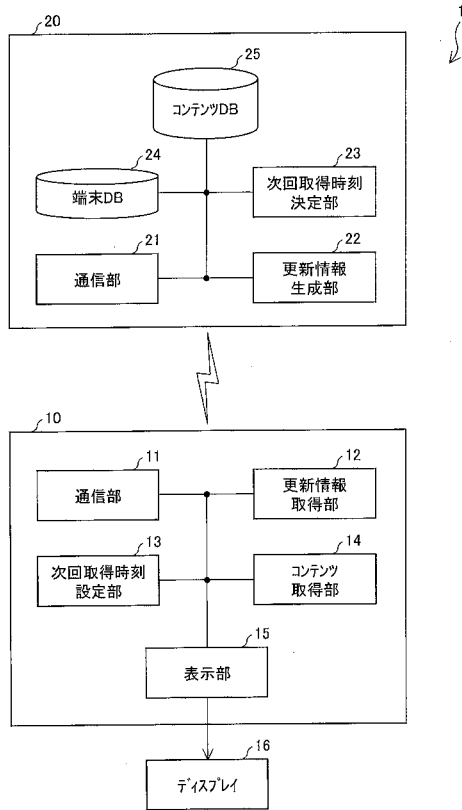 1
20
25
コンテンツDB
24
端末DB
23
次回取得時刻
決定部
21
通信部
22
更新情報
生成部
10
11
通信部
12
更新情報
取得部
13
次回取得時刻
設定部
14
コンテンツ
取得部
15
表示部
16
ディスプレイ